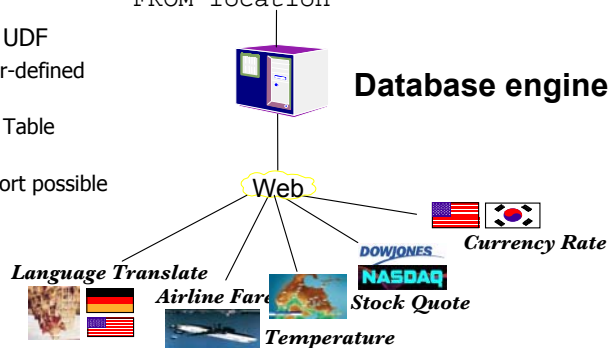 FROM location
UDF
r-defined
Database engine
Table
ort possible
Web
Currency Rate
DOWJONES
NASDAQ
Language Translate
Airline Fare
Stock Quote
Temperature